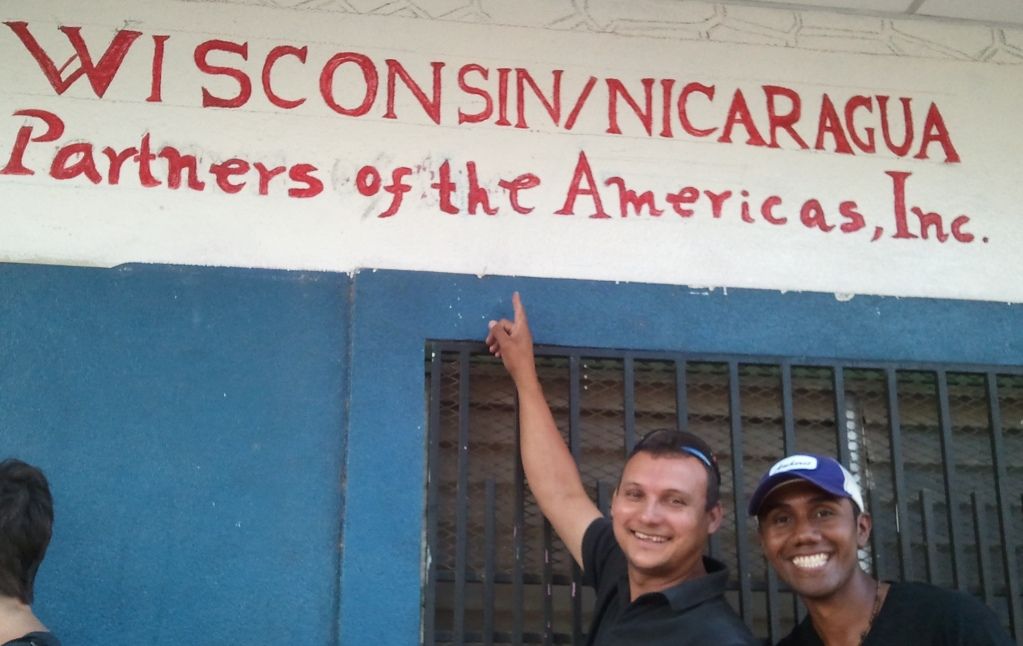 WISCONSIN/NICARAGUA
Partners of the Americas, Inc.